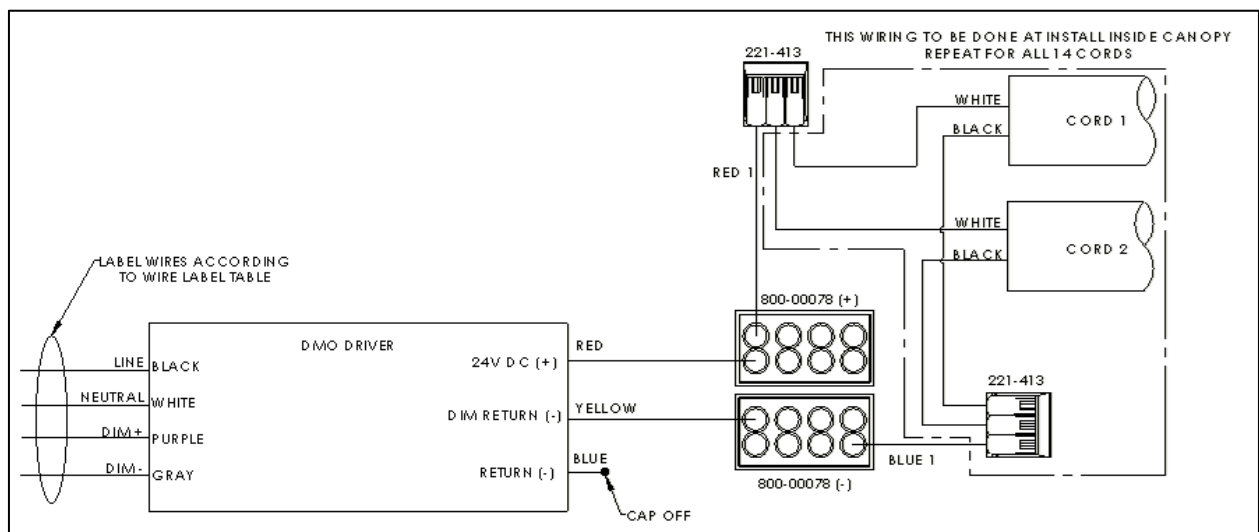 THIS WIRING TO BE DONE AT INSTALL INSIDE CANOPY
REPEAT FOR ALL 14 CORDS
221-413
WHITE
BLACK
CORD 1
RED 1
WHITE
BLACK
CORD 2
LABEL WIRES ACCORDING
TO WIRE LABEL TABLE
800-00078 (+)
DMO DRIVER
LINE BLACK
NEUTRAL WHITE
DIM+ PURPLE
DIM- GRAY
24V DC (+)
RED
DIM RETURN (-)
YELLOW
RETURN (-)
BLUE
CAP OFF
221-413
BLUE 1
800-00078 (-)